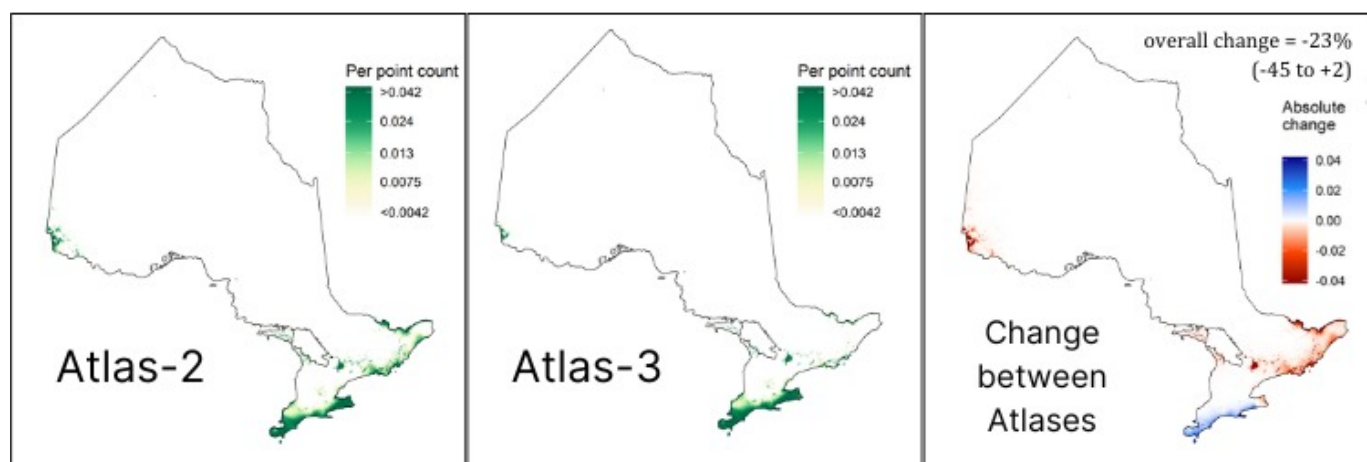 Per point count
>0.042
0.024
0.013
0.0075
<0.0042
Atlas-2
Per point count
>0.042
0.024
0.013
0.0075
<0.0042
Atlas-3
overall change = -23%
(-45 to +2)
Absolute
change
0.04
0.02
0.00
-0.02
-0.04
Change
between
Atlases